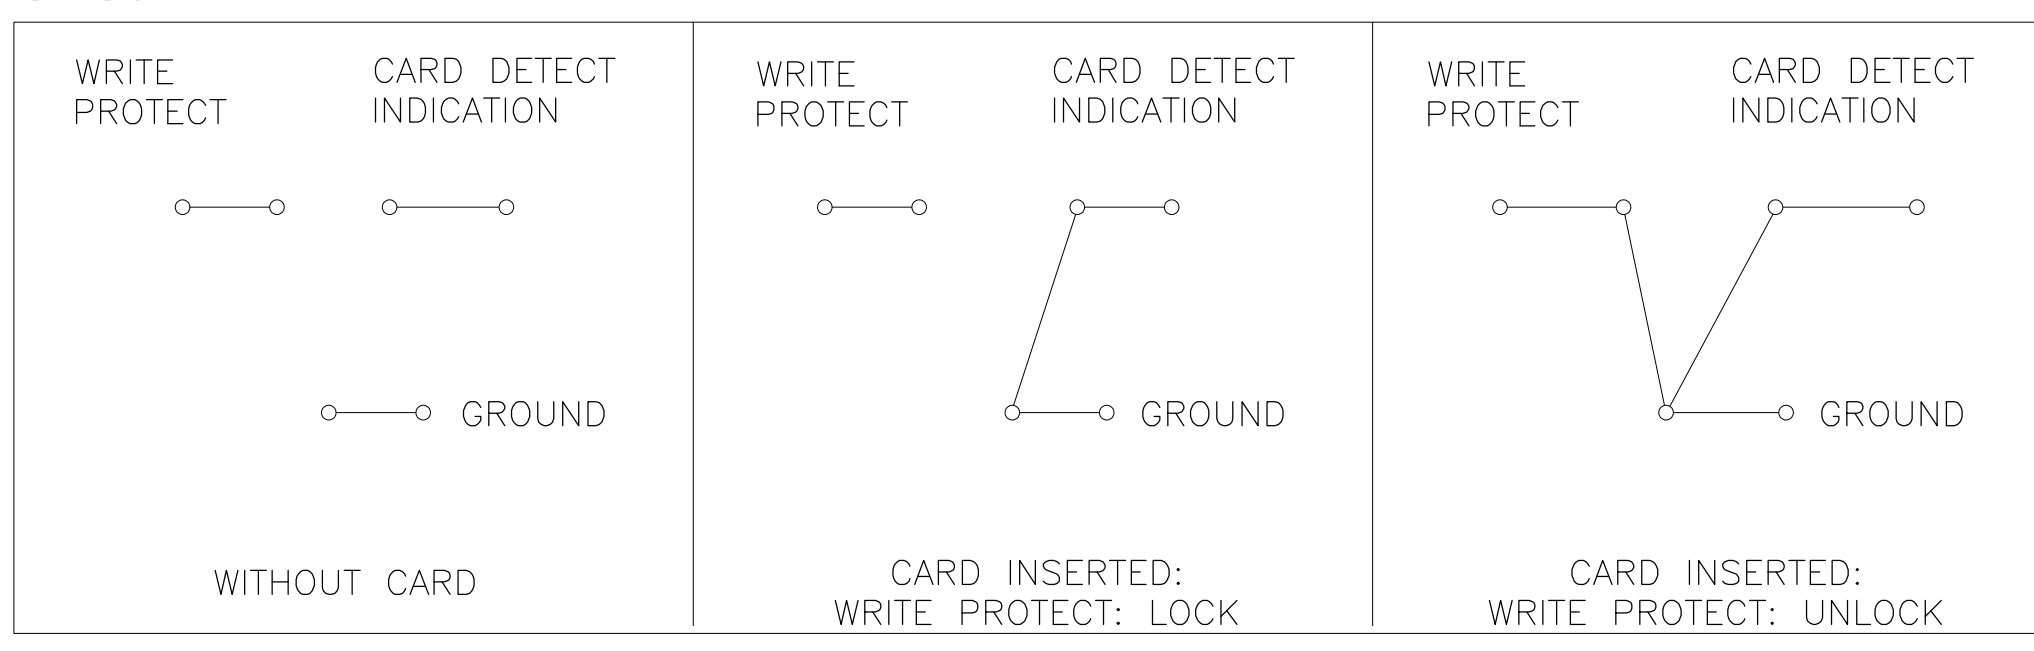 WRITE
PROTECT
CARD DETECT
INDICATION
GROUND
WITHOUT CARD
WRITE
PROTECT
CARD DETECT
INDICATION
GROUND
CARD INSERTED:
WRITE PROTECT: LOCK
WRITE
PROTECT
CARD DETECT
INDICATION
GROUND
CARD INSERTED:
WRITE PROTECT: UNLOCK